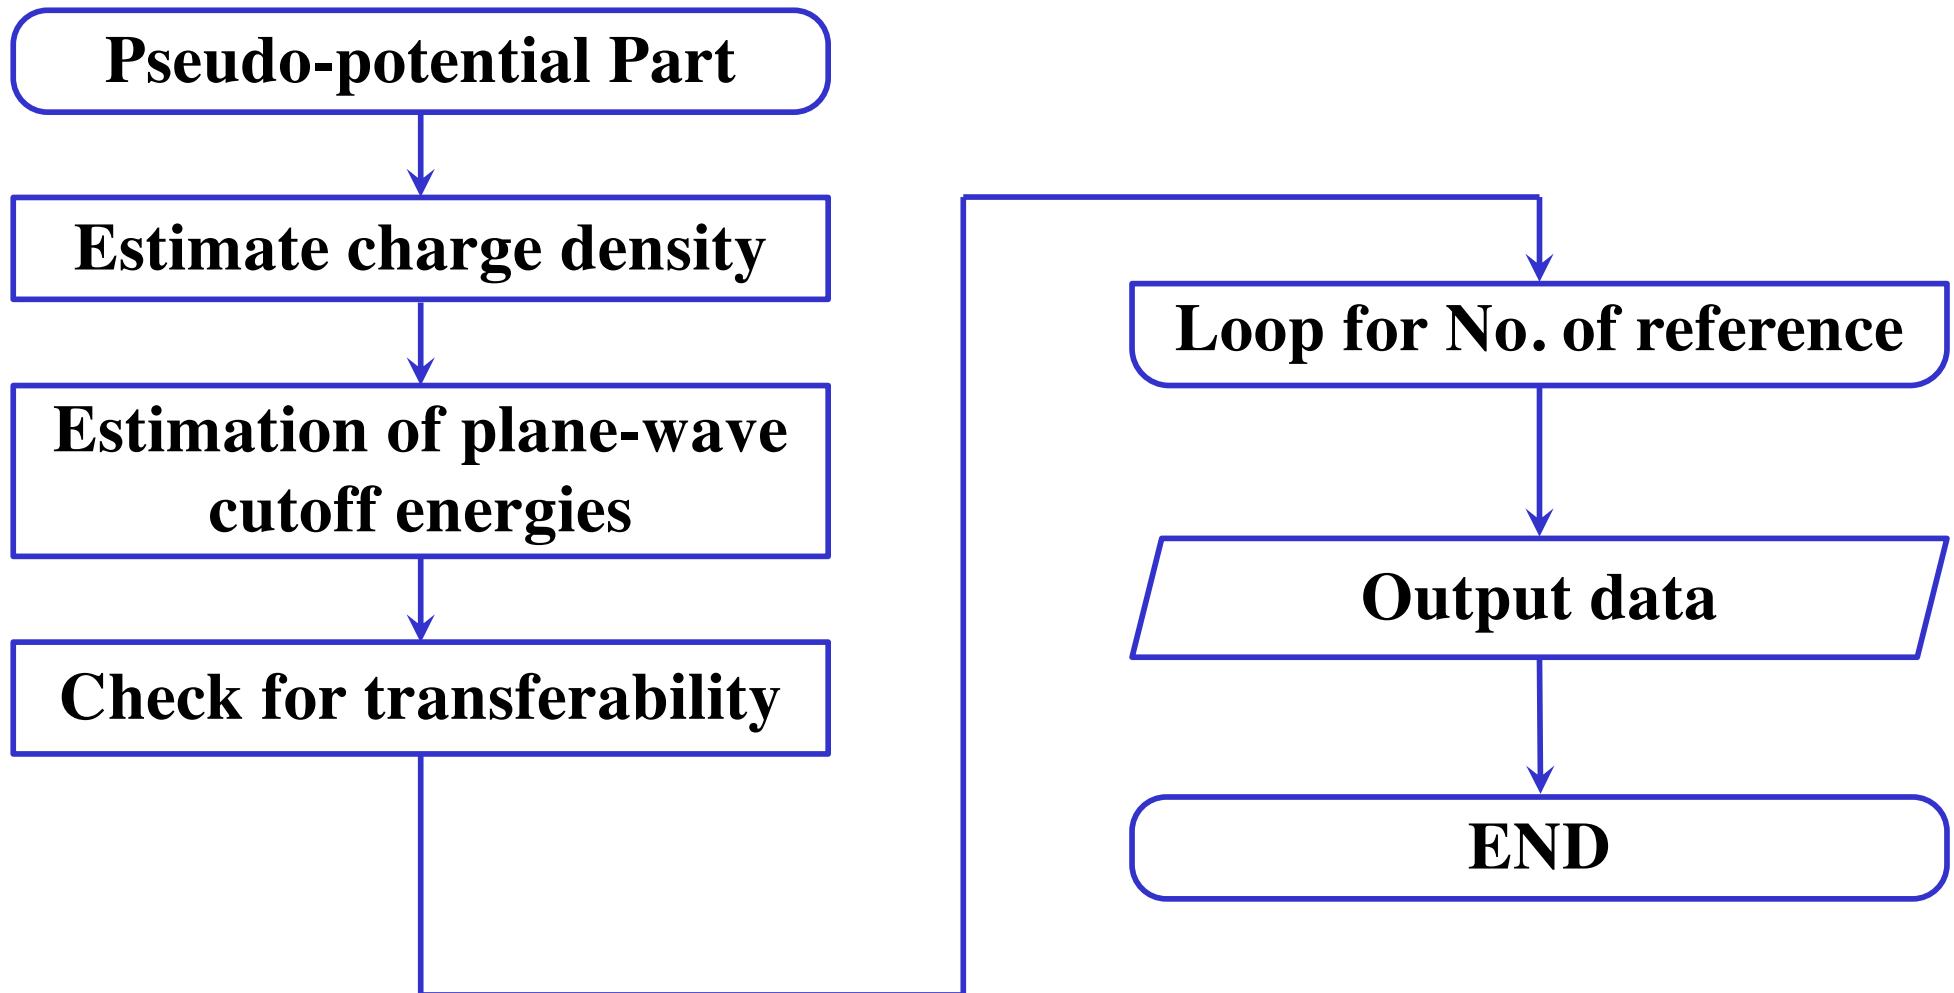 Pseudo-potential Part
Estimate charge density
Estimation of plane-wave
cutoff energies
Check for transferability
Loop for No. of reference
Output data
END